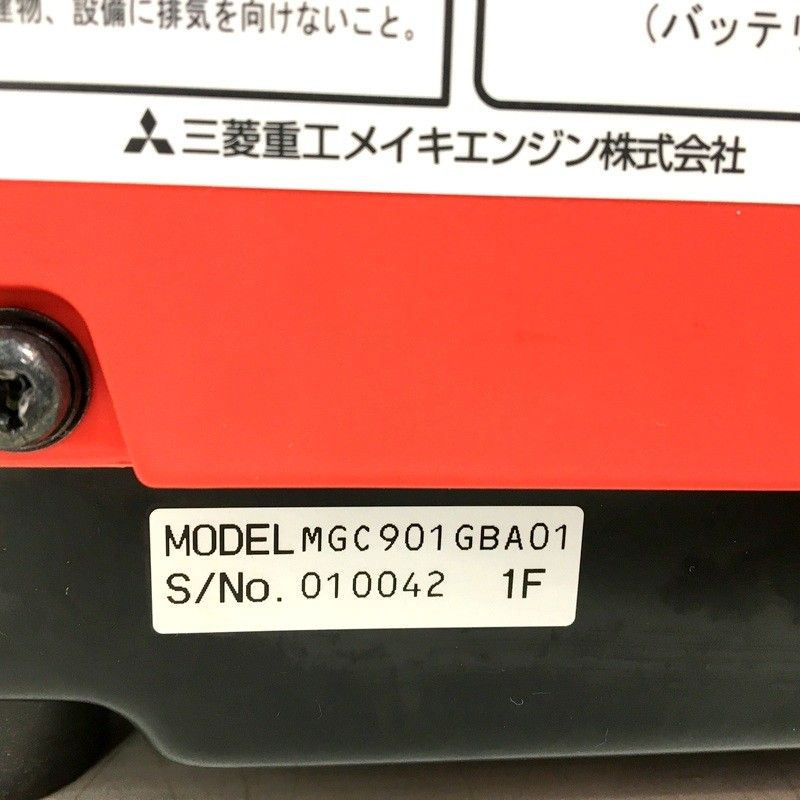 物、設備に排気を向けないこと。
(バッテリ
三菱重工メイキエンジン株式会社
MODEL MGC901GBA01
S/No. 010042 1F